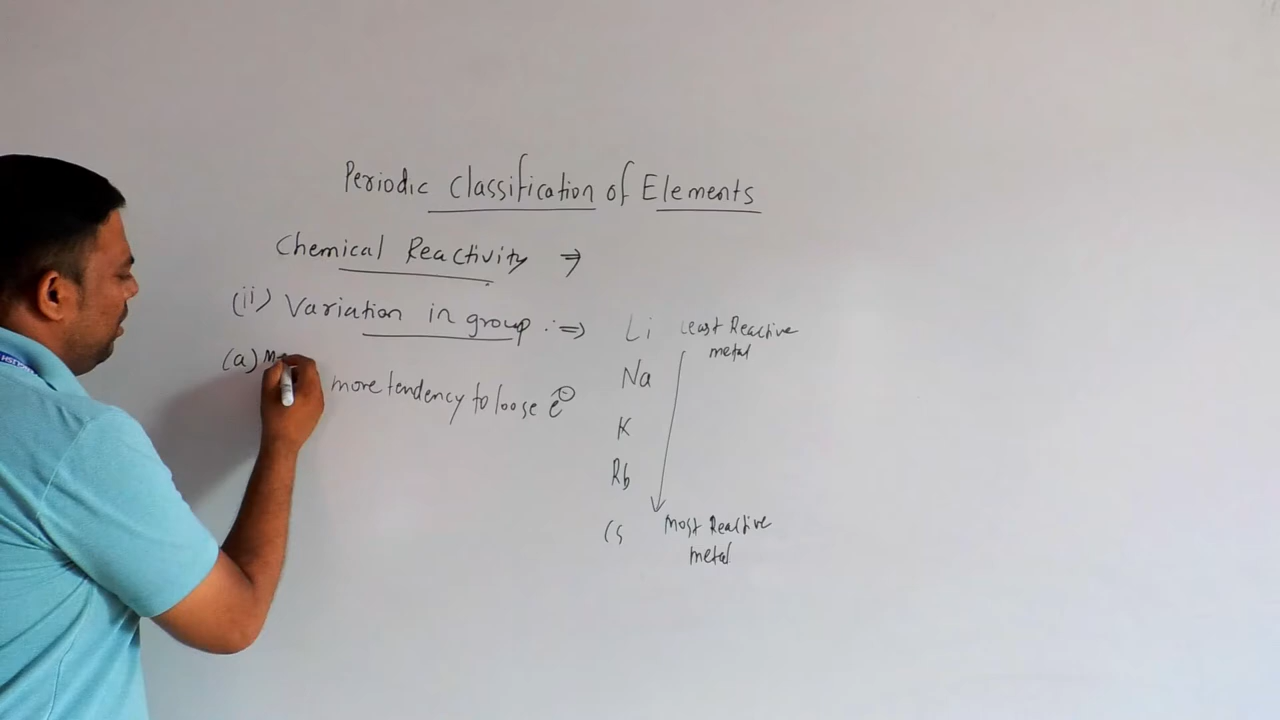 Periodic Classification of Elements
Chemical Reactivity ⇒
(ii) Variation in group :⇒
(a) Me
more tendency to loose e⊖
Li Least Reactive
metal
Na
K
Rb
Cs Most Reactive
metal